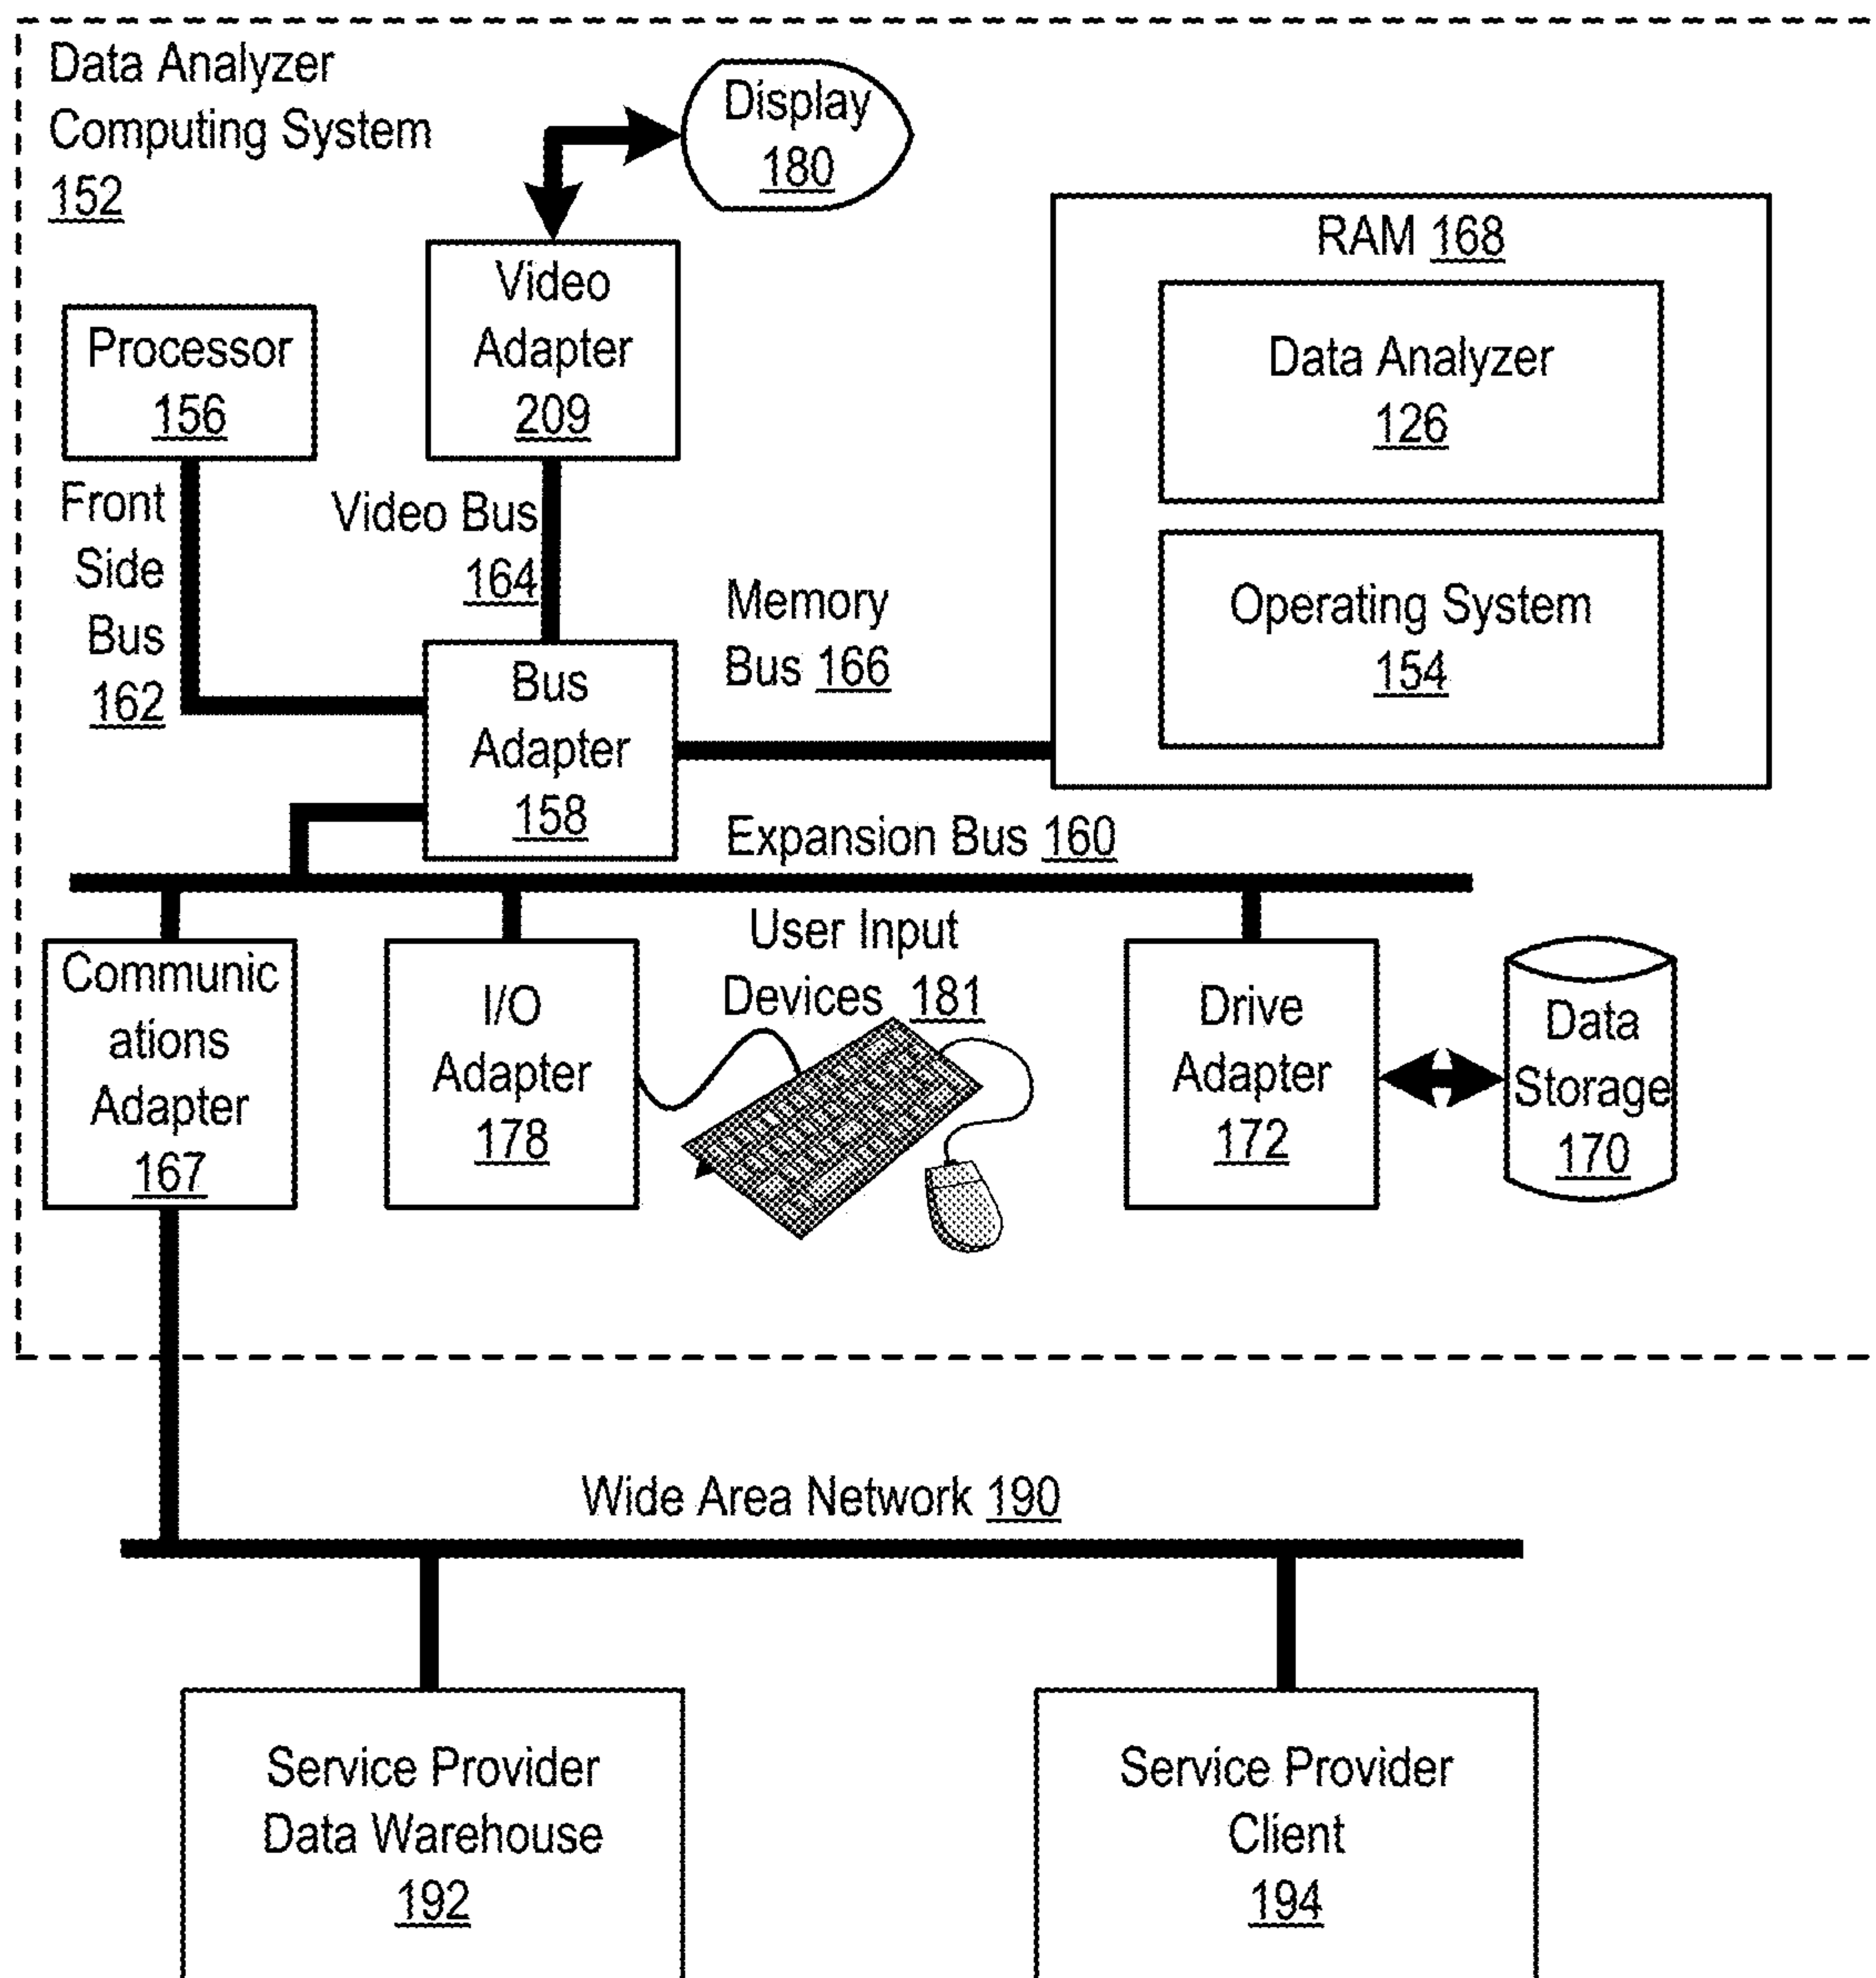 Data Analyzer
Computing System
152
Display
180
Video
Adapter
209
Processor
156
RAM 168
Data Analyzer
126
Operating System
154
Front
Side
Bus
162
Video Bus
164
Memory
Bus 166
Bus
Adapter
158
Expansion Bus 160
Communic
ations
Adapter
167
I/O
Adapter
178
User Input
Devices 181
Drive
Adapter
172
Data
Storage
170
Wide Area Network 190
Service Provider
Data Warehouse
192
Service Provider
Client
194